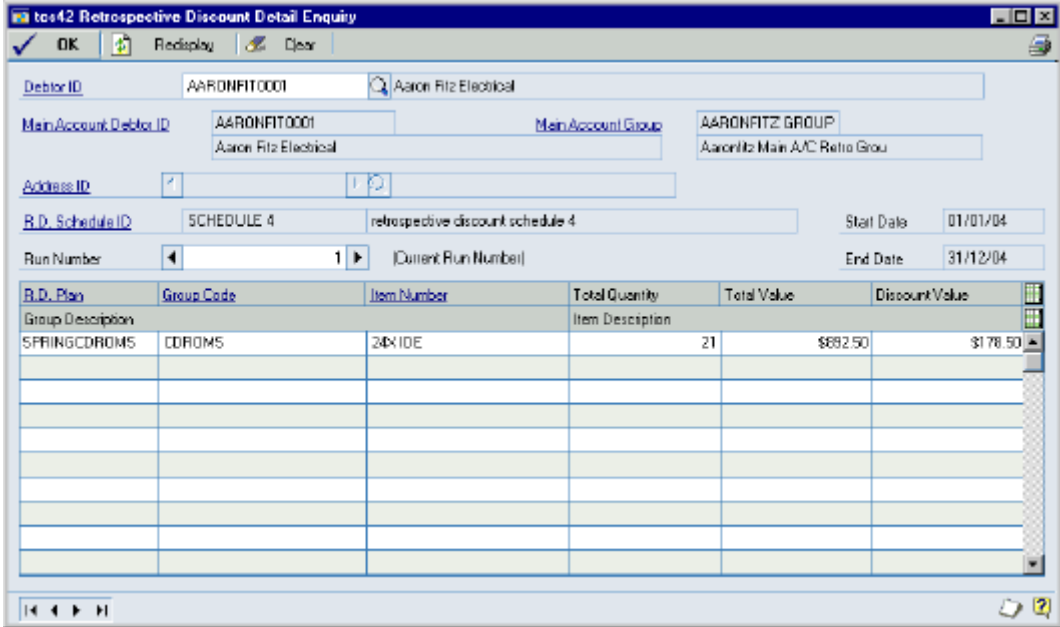 tos42 Retrospective Discount Detail Enquiry
OK Redisplay Clear
Debtor ID AARONFIT0001 Aaron Fitz Electrical
Main Account Debtor ID AARONFIT0001 Main Account Group AARONFITZ GROUP
Aaron Fitz Electrical Aaronfitz Main A/C Retro Grou
Address ID
R.D. Schedule ID SCHEDULE 4 retrospective discount schedule 4 Start Date 01/01/04
Run Number 1 (Current Run Number) End Date 31/12/04
R.D. Plan Group Code Item Number Total Quantity Total Value Discount Value
Group Description Item Description
SPRINGCDROMS CDROMS 24X IDE 21 $892.50 $178.50